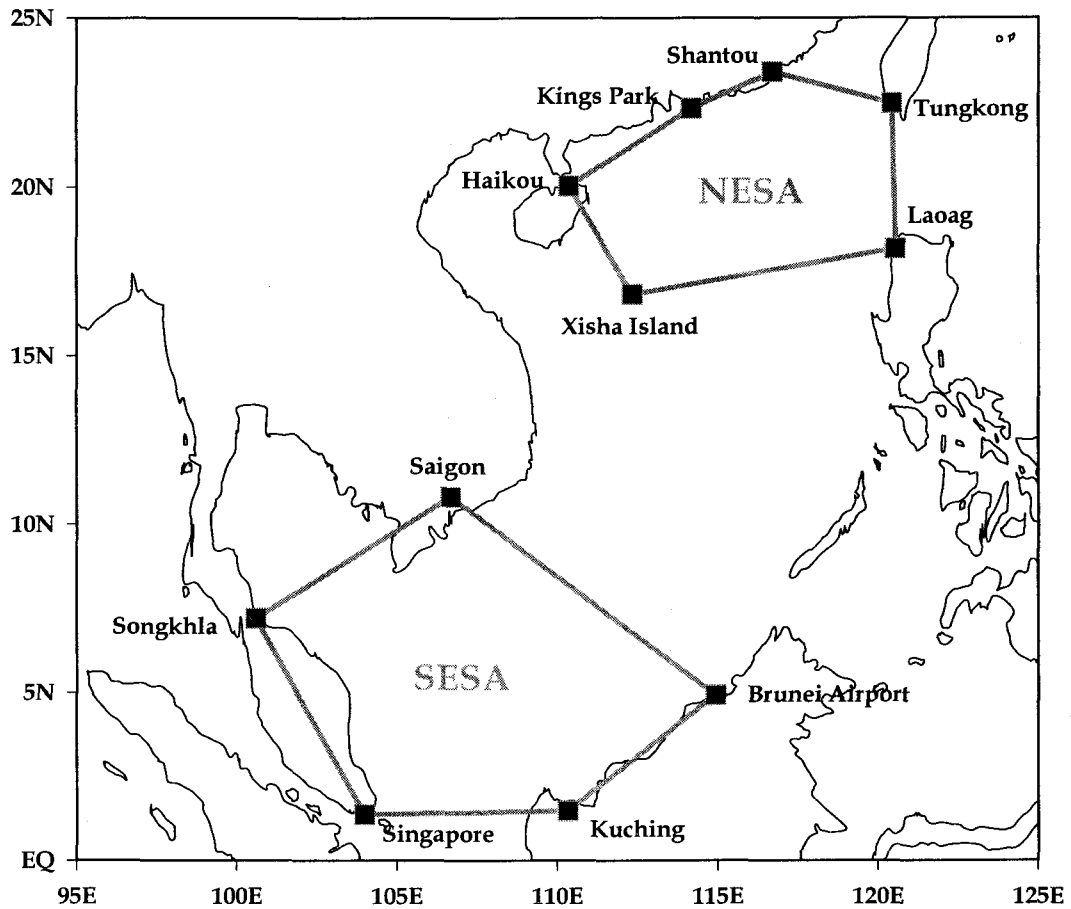 25N
Shantou
Kings Park
Tungkong
20N
Haikou
NESA
Laoag
Xisha Island
15N
Saigon
10N
Songkhla
SESA
5N
Brunei Airport
Singapore
Kuching
EQ
95E
100E
105E
110E
115E
120E
125E